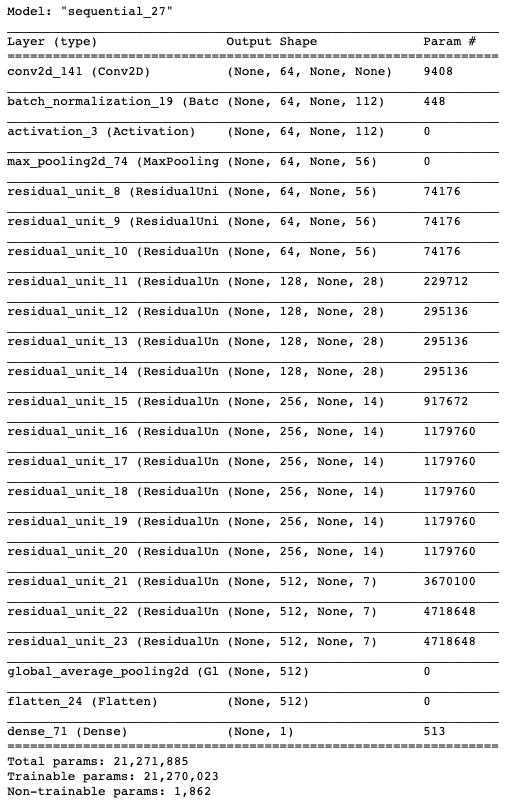 Model: "sequential_27"
Layer (type) Output Shape Param #
conv2d_141 (Conv2D) (None, 64, None, None) 9408
batch_normalization_19 (Batc (None, 64, None, 112) 448
activation_3 (Activation) (None, 64, None, 112) 0
max_pooling2d_74 (MaxPooling (None, 64, None, 56) 0
residual_unit_8 (ResidualUni (None, 64, None, 56) 74176
residual_unit_9 (ResidualUni (None, 64, None, 56) 74176
residual_unit_10 (ResidualUn (None, 64, None, 56) 74176
residual_unit_11 (ResidualUn (None, 128, None, 28) 229712
residual_unit_12 (ResidualUn (None, 128, None, 28) 295136
residual_unit_13 (ResidualUn (None, 128, None, 28) 295136
residual_unit_14 (ResidualUn (None, 128, None, 28) 295136
residual_unit_15 (ResidualUn (None, 256, None, 14) 917672
residual_unit_16 (ResidualUn (None, 256, None, 14) 1179760
residual_unit_17 (ResidualUn (None, 256, None, 14) 1179760
residual_unit_18 (ResidualUn (None, 256, None, 14) 1179760
residual_unit_19 (ResidualUn (None, 256, None, 14) 1179760
residual_unit_20 (ResidualUn (None, 256, None, 14) 1179760
residual_unit_21 (ResidualUn (None, 512, None, 7) 3670100
residual_unit_22 (ResidualUn (None, 512, None, 7) 4718648
residual_unit_23 (ResidualUn (None, 512, None, 7) 4718648
global_average_pooling2d (Gl (None, 512) 0
flatten_24 (Flatten) (None, 512) 0
dense_71 (Dense) (None, 1) 513
Total params: 21,271,885
Trainable params: 21,270,023
Non-trainable params: 1,862